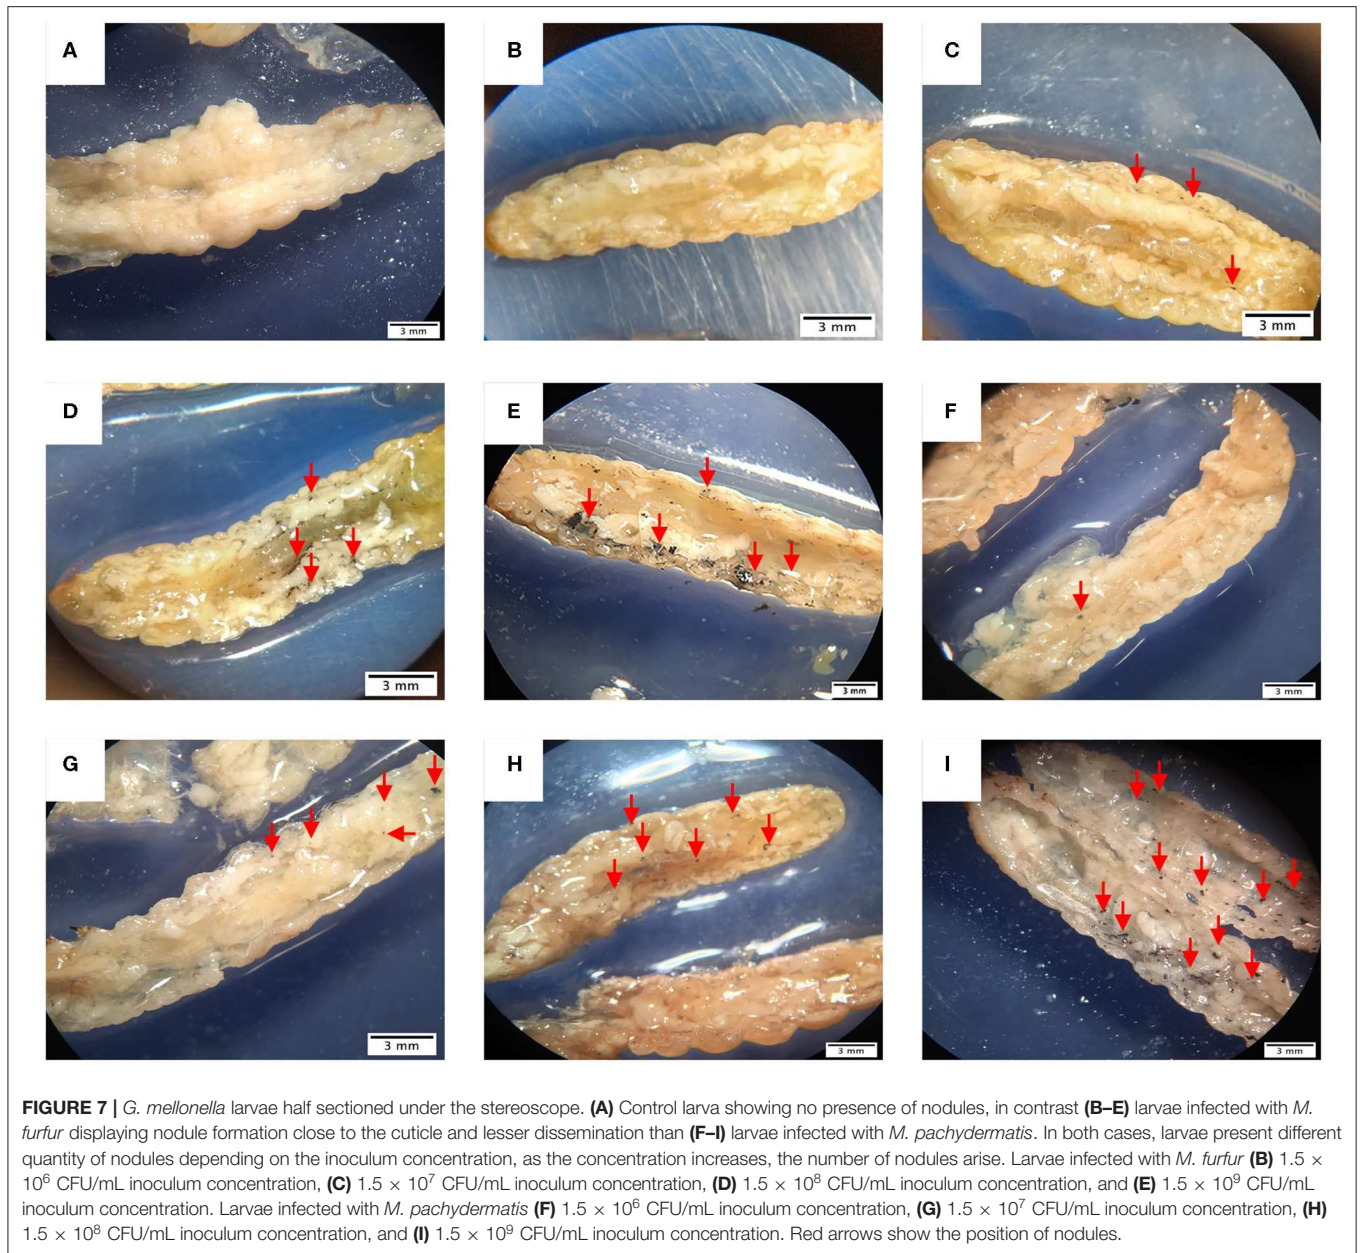 A
B
C
3 mm
3 mm
3 mm
D
E
F
3 mm
3 mm
3 mm
G
H
I
3 mm
3 mm
3 mm
FIGURE 7 | G. mellonella larvae half sectioned under the stereoscope. (A) Control larva showing no presence of nodules, in contrast (B–E) larvae infected with M.
furfur displaying nodule formation close to the cuticle and lesser dissemination than (F–I) larvae infected with M. pachydermatis. In both cases, larvae present different
quantity of nodules depending on the inoculum concentration, as the concentration increases, the number of nodules arise. Larvae infected with M. furfur (B) 1.5 ×
10⁶ CFU/mL inoculum concentration, (C) 1.5 × 10⁷ CFU/mL inoculum concentration, (D) 1.5 × 10⁸ CFU/mL inoculum concentration, and (E) 1.5 × 10⁹ CFU/mL
inoculum concentration. Larvae infected with M. pachydermatis (F) 1.5 × 10⁶ CFU/mL inoculum concentration, (G) 1.5 × 10⁷ CFU/mL inoculum concentration, (H)
1.5 × 10⁸ CFU/mL inoculum concentration, and (I) 1.5 × 10⁹ CFU/mL inoculum concentration. Red arrows show the position of nodules.